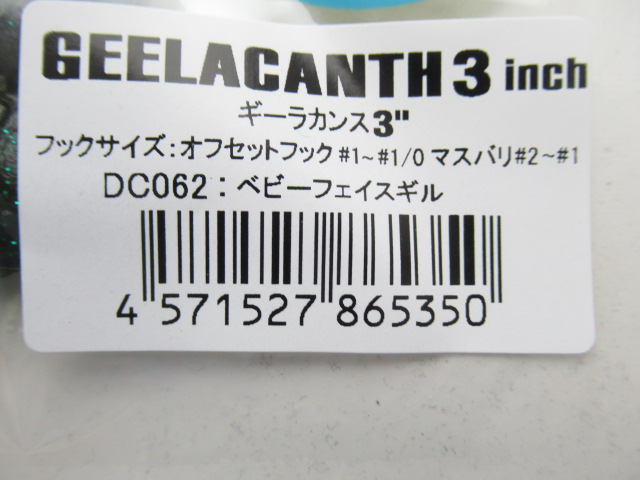 GEELACANTH 3 inch
ギーラカンス3"
フックサイズ：オフセットフック #1～#1/0 マスバリ#2～#1
DC062：ベビーフェイスギル
4 571527 865350